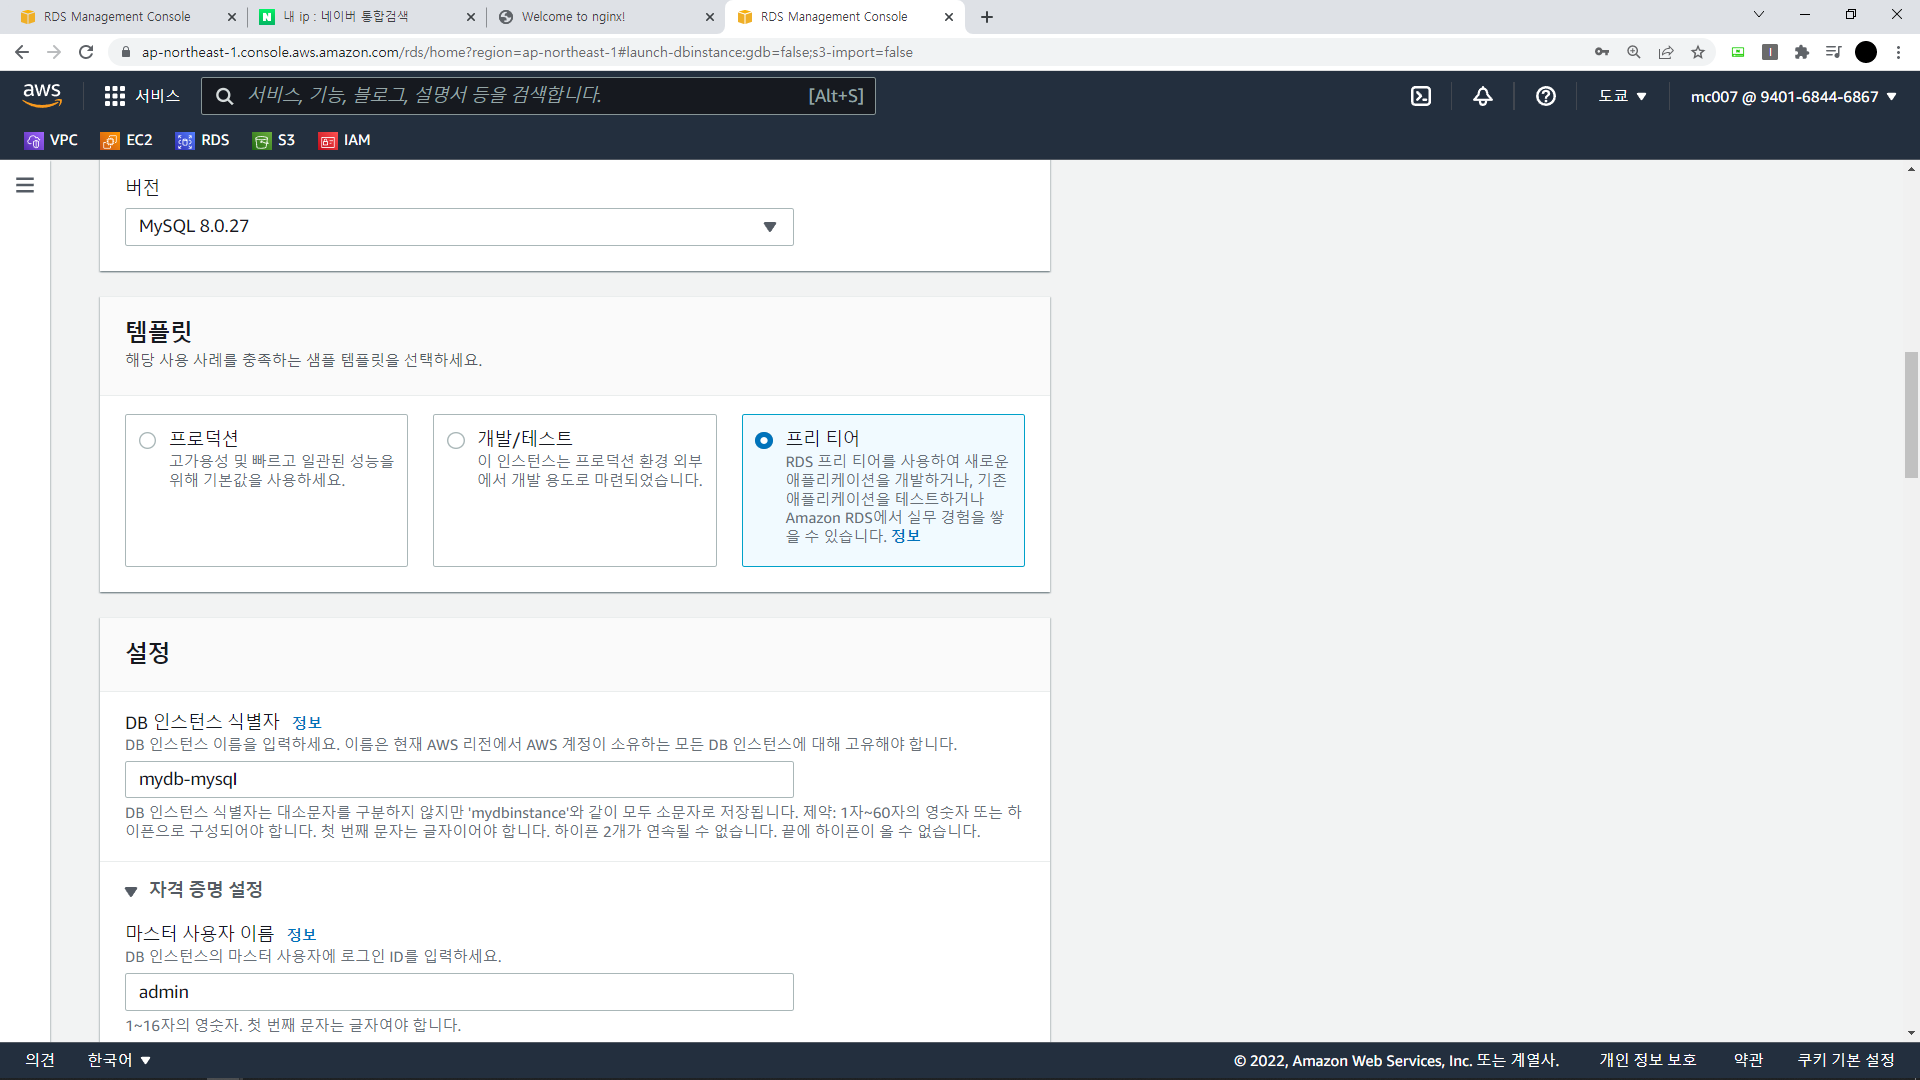 RDS Management Console
내 ip : 네이버 통합검색
Welcome to nginx!
RDS Management Console
ap-northeast-1.console.aws.amazon.com/rds/home?region=ap-northeast-1#launch-dbinstance:gdb=false;s3-import=false
aws
서비스
서비스, 기능, 블로그, 설명서 등을 검색합니다.
[Alt+S]
도쿄
mc007 @ 9401-6844-6867
VPC
EC2
RDS
S3
IAM
버전
MySQL 8.0.27
템플릿
해당 사용 사례를 충족하는 샘플 템플릿을 선택하세요.
프로덕션
고가용성 및 빠르고 일관된 성능을
위해 기본값을 사용하세요.
개발/테스트
이 인스턴스는 프로덕션 환경 외부
에서 개발 용도로 마련되었습니다.
프리 티어
RDS 프리 티어를 사용하여 새로운
애플리케이션을 개발하거나, 기존
애플리케이션을 테스트하거나
Amazon RDS에서 실무 경험을 쌓
을 수 있습니다. 정보
설정
DB 인스턴스 식별자 정보
DB 인스턴스 이름을 입력하세요. 이름은 현재 AWS 리전에서 AWS 계정이 소유하는 모든 DB 인스턴스에 대해 고유해야 합니다.
mydb-mysql
DB 인스턴스 식별자는 대소문자를 구분하지 않지만 'mydbinstance'와 같이 모두 소문자로 저장됩니다. 제약: 1자~60자의 영숫자 또는 하
이픈으로 구성되어야 합니다. 첫 번째 문자는 글자이어야 합니다. 하이픈 2개가 연속될 수 없습니다. 끝에 하이픈이 올 수 없습니다.
자격 증명 설정
마스터 사용자 이름 정보
DB 인스턴스의 마스터 사용자에 로그인 ID를 입력하세요.
admin
1~16자의 영숫자. 첫 번째 문자는 글자여야 합니다.
의견
한국어
© 2022, Amazon Web Services, Inc. 또는 계열사.
개인 정보 보호
약관
쿠키 기본 설정